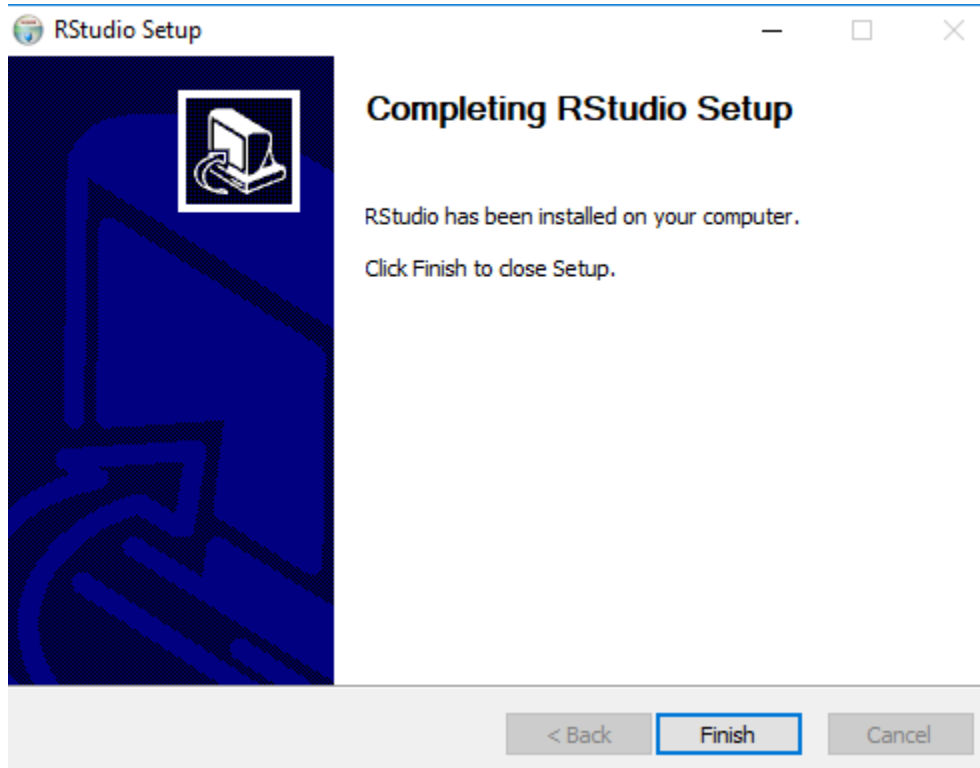 RStudio Setup
Completing RStudio Setup
RStudio has been installed on your computer.
Click Finish to close Setup.
< Back
Finish
Cancel